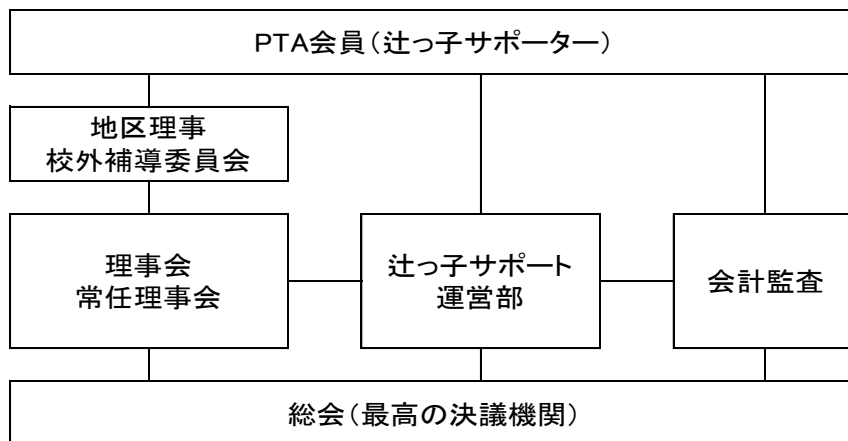 PTA会員（辻っ子サポーター）
地区理事
校外補導委員会
理事会
常任理事会
辻っ子サポート
運営部
会計監査
総会（最高の決議機関）